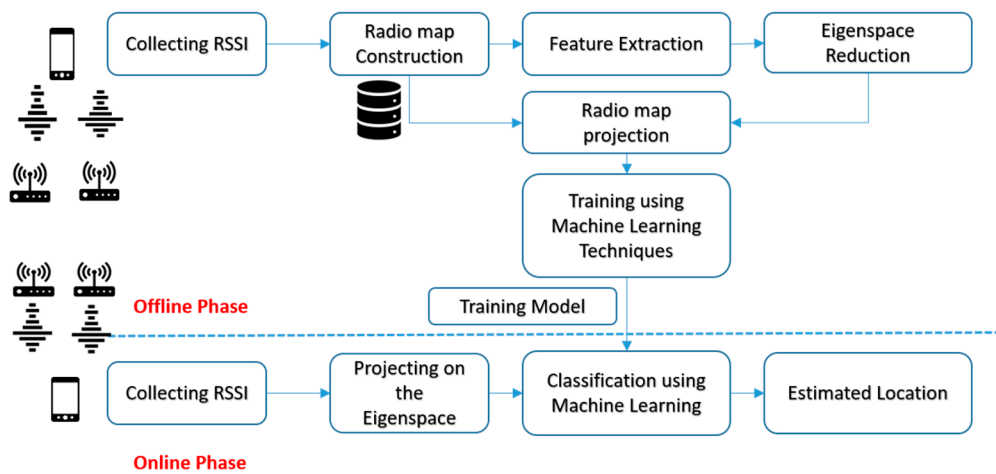 Collecting RSSI
Radio map
Construction
Feature Extraction
Eigenspace
Reduction
Radio map
projection
Training using
Machine Learning
Techniques
Offline Phase
Training Model
Collecting RSSI
Projecting on
the
Eigenspace
Classification using
Machine Learning
Estimated Location
Online Phase